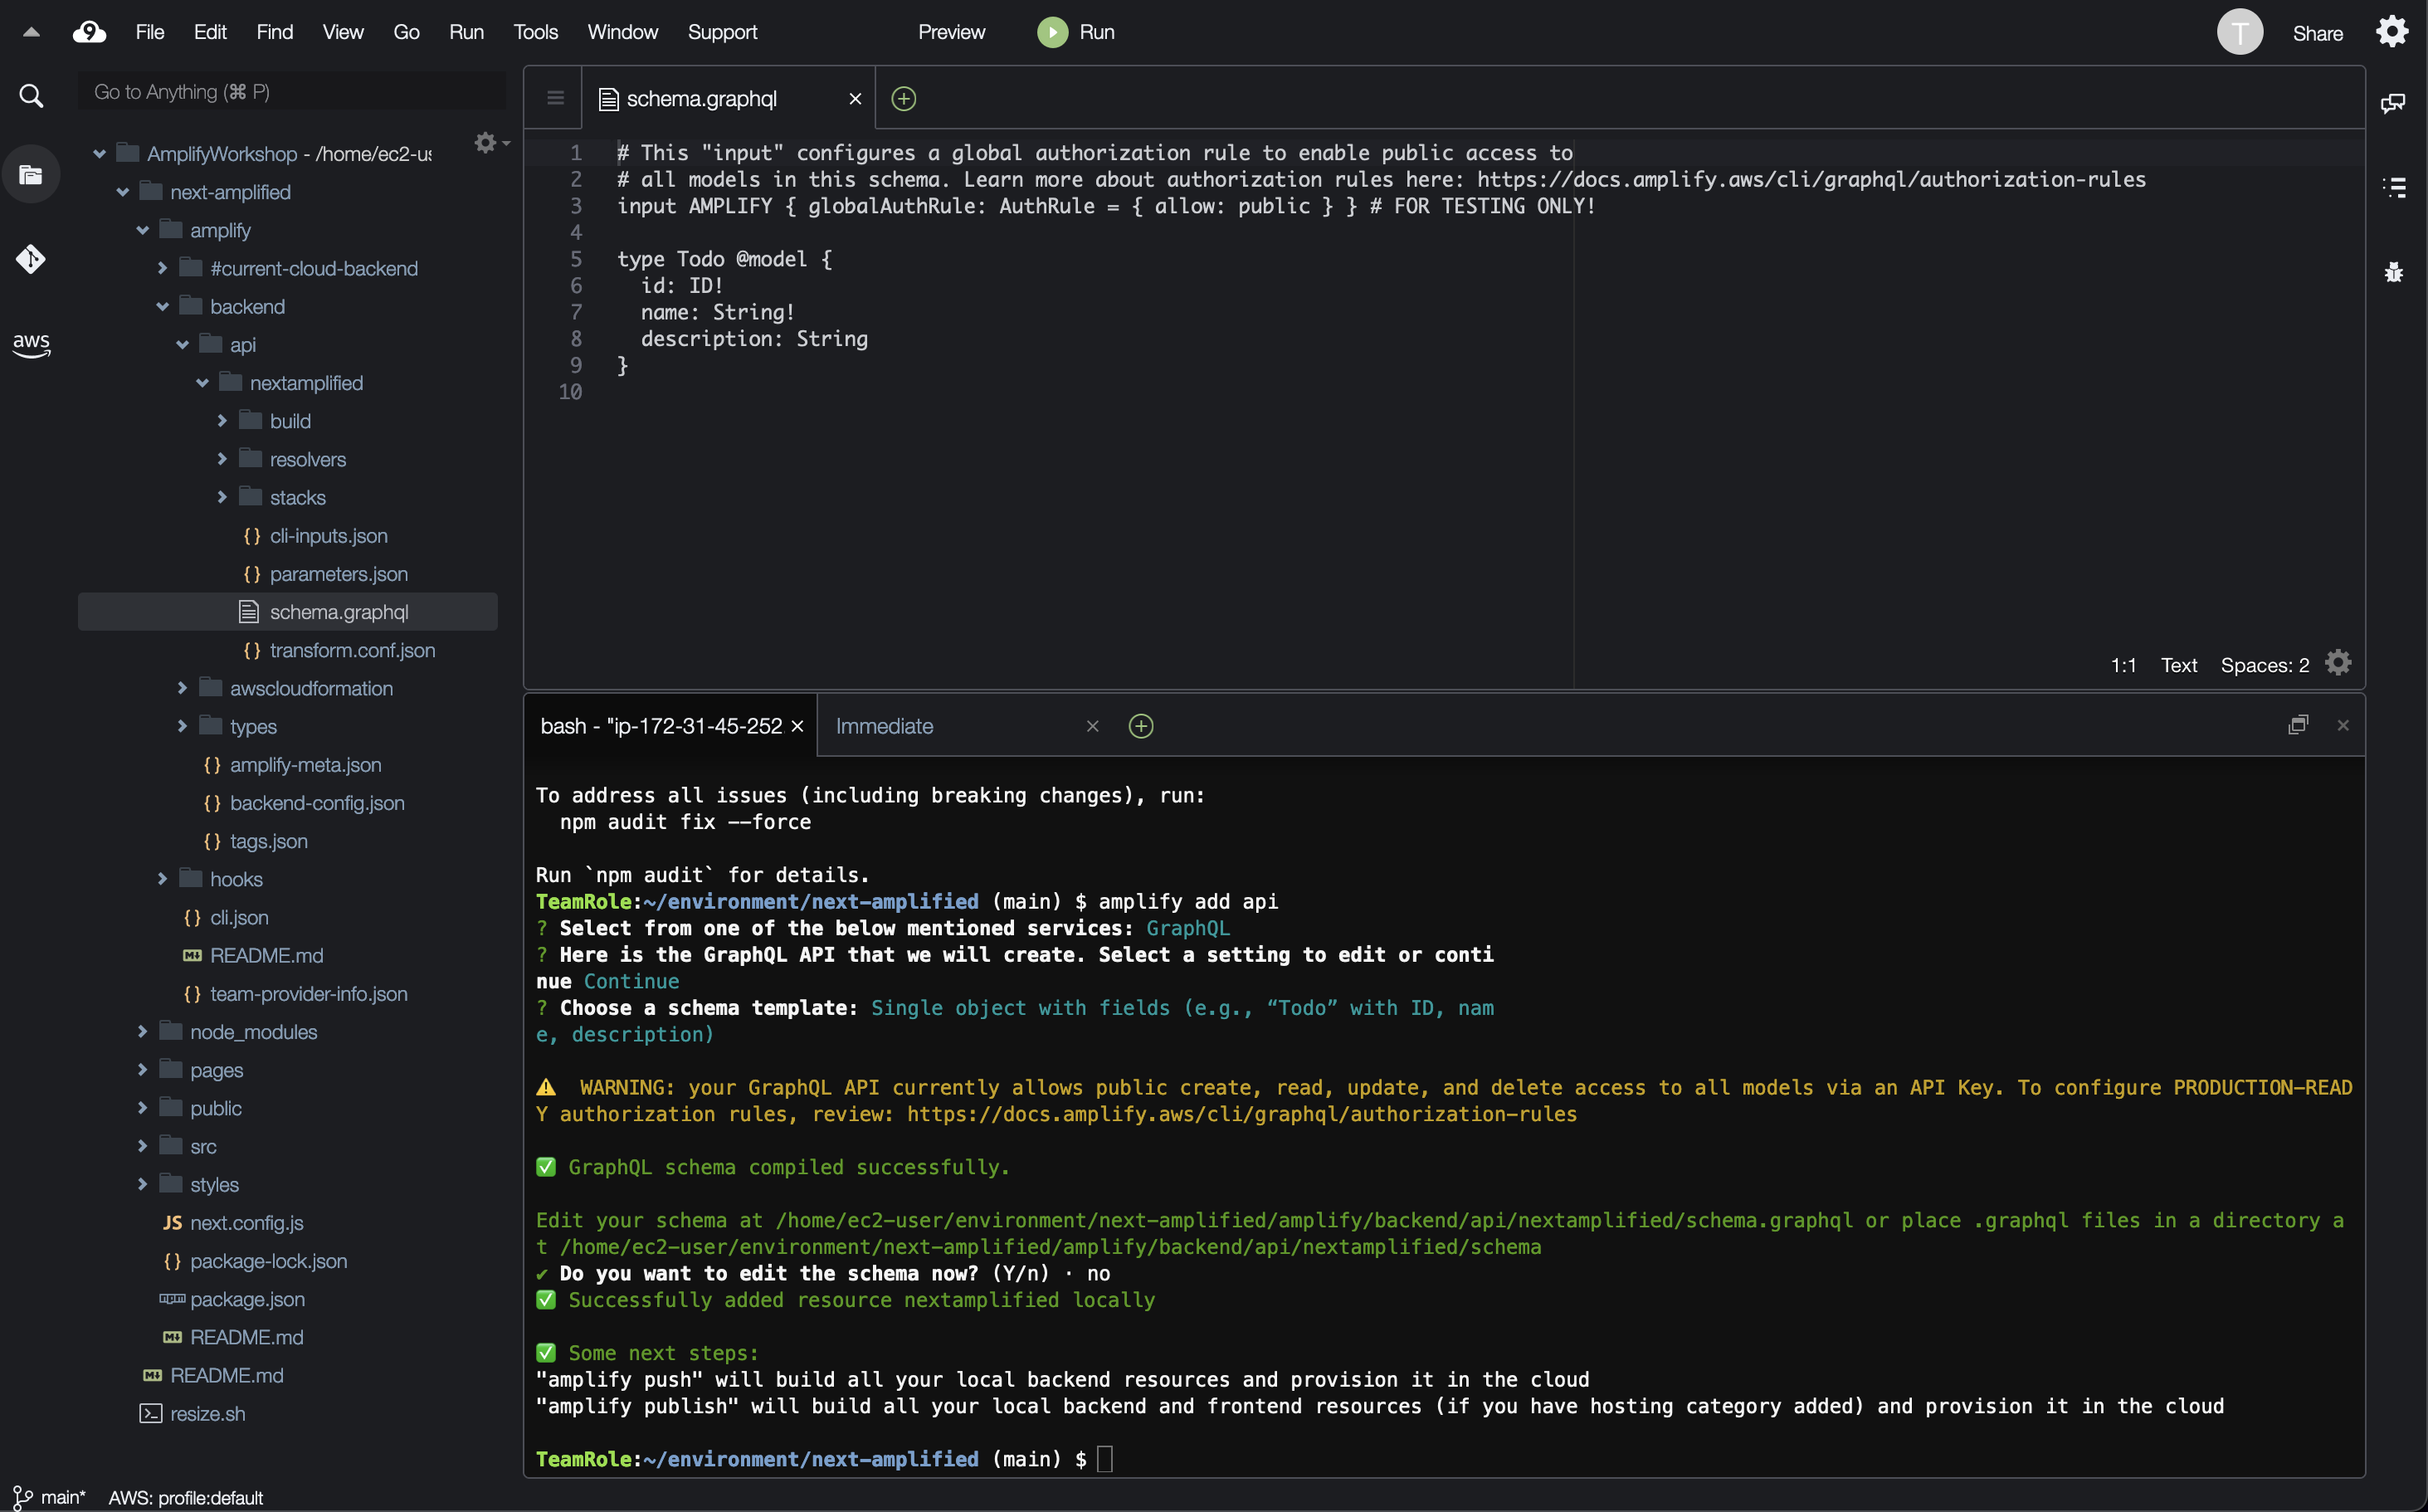 File Edit Find View Go Run Tools Window Support Preview Run T Share
Go to Anything (⌘ P)
AmplifyWorkshop - /home/ec2-us
next-amplified
amplify
#current-cloud-backend
backend
api
nextamplified
build
resolvers
stacks
{} cli-inputs.json
{} parameters.json
schema.graphql
{} transform.conf.json
awscloudformation
types
{} amplify-meta.json
{} backend-config.json
{} tags.json
hooks
{} cli.json
M↓ README.md
{} team-provider-info.json
node_modules
pages
public
src
styles
JS next.config.js
{} package-lock.json
package.json
M↓ README.md
M↓ README.md
resize.sh
aws
main* AWS: profile:default
schema.graphql
1 # This "input" configures a global authorization rule to enable public access to
2 # all models in this schema. Learn more about authorization rules here: https://docs.amplify.aws/cli/graphql/authorization-rules
3 input AMPLIFY { globalAuthRule: AuthRule = { allow: public } } # FOR TESTING ONLY!
4
5 type Todo @model {
6 id: ID!
7 name: String!
8 description: String
9 }
10
1:1 Text Spaces: 2
bash - "ip-172-31-45-252. Immediate
To address all issues (including breaking changes), run:
npm audit fix --force
Run `npm audit` for details.
TeamRole:~/environment/next-amplified (main) $ amplify add api
? Select from one of the below mentioned services: GraphQL
? Here is the GraphQL API that we will create. Select a setting to edit or conti
nue Continue
? Choose a schema template: Single object with fields (e.g., “Todo” with ID, nam
e, description)
⚠️ WARNING: your GraphQL API currently allows public create, read, update, and delete access to all models via an API Key. To configure PRODUCTION-READ
Y authorization rules, review: https://docs.amplify.aws/cli/graphql/authorization-rules
✅ GraphQL schema compiled successfully.
Edit your schema at /home/ec2-user/environment/next-amplified/amplify/backend/api/nextamplified/schema.graphql or place .graphql files in a directory a
t /home/ec2-user/environment/next-amplified/amplify/backend/api/nextamplified/schema
✔ Do you want to edit the schema now? (Y/n) · no
✅ Successfully added resource nextamplified locally
✅ Some next steps:
"amplify push" will build all your local backend resources and provision it in the cloud
"amplify publish" will build all your local backend and frontend resources (if you have hosting category added) and provision it in the cloud
TeamRole:~/environment/next-amplified (main) $